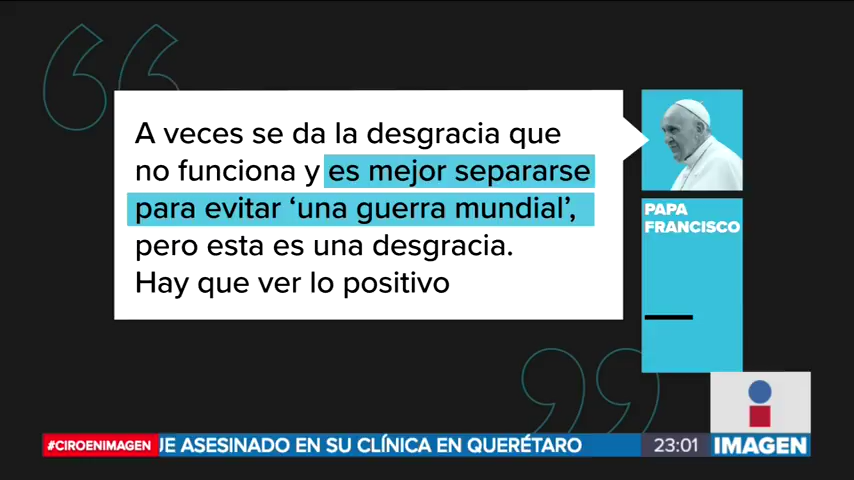 A veces se da la desgracia que
no funciona y es mejor separarse
para evitar ‘una guerra mundial’,
pero esta es una desgracia.
Hay que ver lo positivo
PAPA
FRANCISCO
#CIROENIMAGEN
UE ASESINADO EN SU CLÍNICA EN QUERÉTARO
23:01
IMAGEN